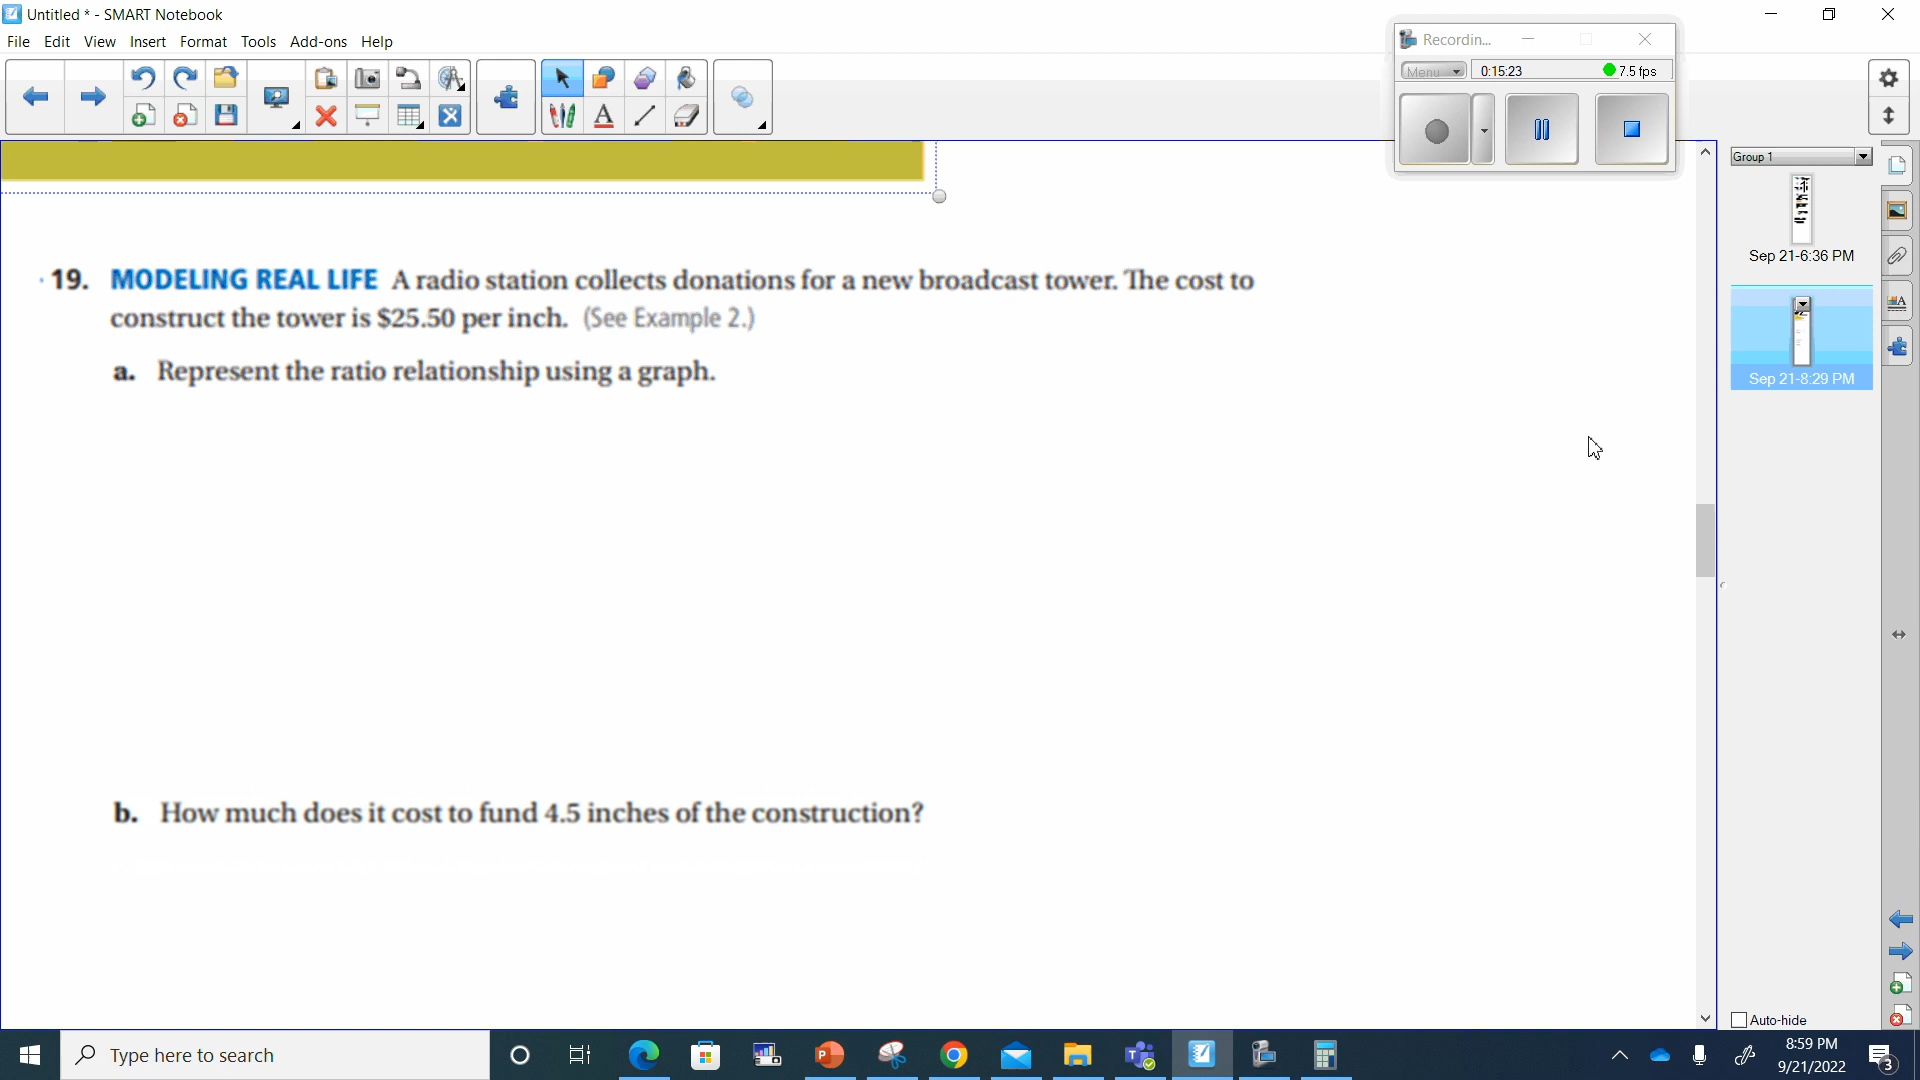 Untitled * - SMART Notebook
File Edit View Insert Format Tools Add-ons Help
Recordin...
Menu 0:15:23 7.5 fps
Group 1
Sep 21-6:36 PM
Sep 21-8:29 PM
19. MODELING REAL LIFE A radio station collects donations for a new broadcast tower. The cost to
construct the tower is $25.50 per inch. (See Example 2.)
a. Represent the ratio relationship using a graph.
b. How much does it cost to fund 4.5 inches of the construction?
Auto-hide
Type here to search
8:59 PM
9/21/2022
3